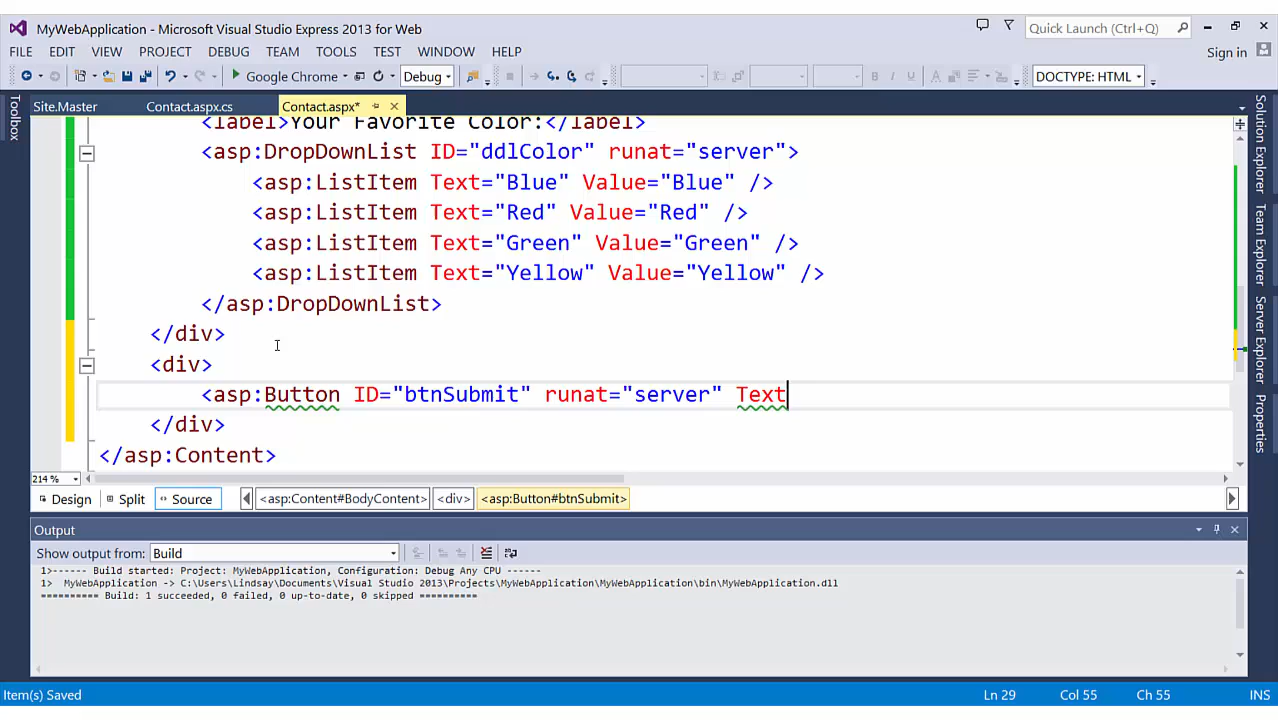 MyWebApplication - Microsoft Visual Studio Express 2013 for Web
Quick Launch (Ctrl+Q)
FILE EDIT VIEW PROJECT DEBUG TEAM TOOLS TEST WINDOW HELP
Sign in
Google Chrome
Debug
DOCTYPE: HTML
Toolbox
Site.Master Contact.aspx.cs Contact.aspx*
<label>Your Favorite Color:</label>
<asp:DropDownList ID="ddlColor" runat="server">
<asp:ListItem Text="Blue" Value="Blue" />
<asp:ListItem Text="Red" Value="Red" />
<asp:ListItem Text="Green" Value="Green" />
<asp:ListItem Text="Yellow" Value="Yellow" />
</asp:DropDownList>
</div>
<div>
<asp:Button ID="btnSubmit" runat="server" Text
</div>
</asp:Content>
Solution Explorer
Team Explorer
Server Explorer
Properties
214 %
Design Split Source <asp:Content#BodyContent> <div> <asp:Button#btnSubmit>
Output
Show output from: Build
1>------ Build started: Project: MyWebApplication, Configuration: Debug Any CPU ------
1>  MyWebApplication -> C:\Users\Lindsay\Documents\Visual Studio 2013\Projects\MyWebApplication\MyWebApplication\bin\MyWebApplication.dll
========== Build: 1 succeeded, 0 failed, 0 up-to-date, 0 skipped ==========
Item(s) Saved Ln 29 Col 55 Ch 55 INS